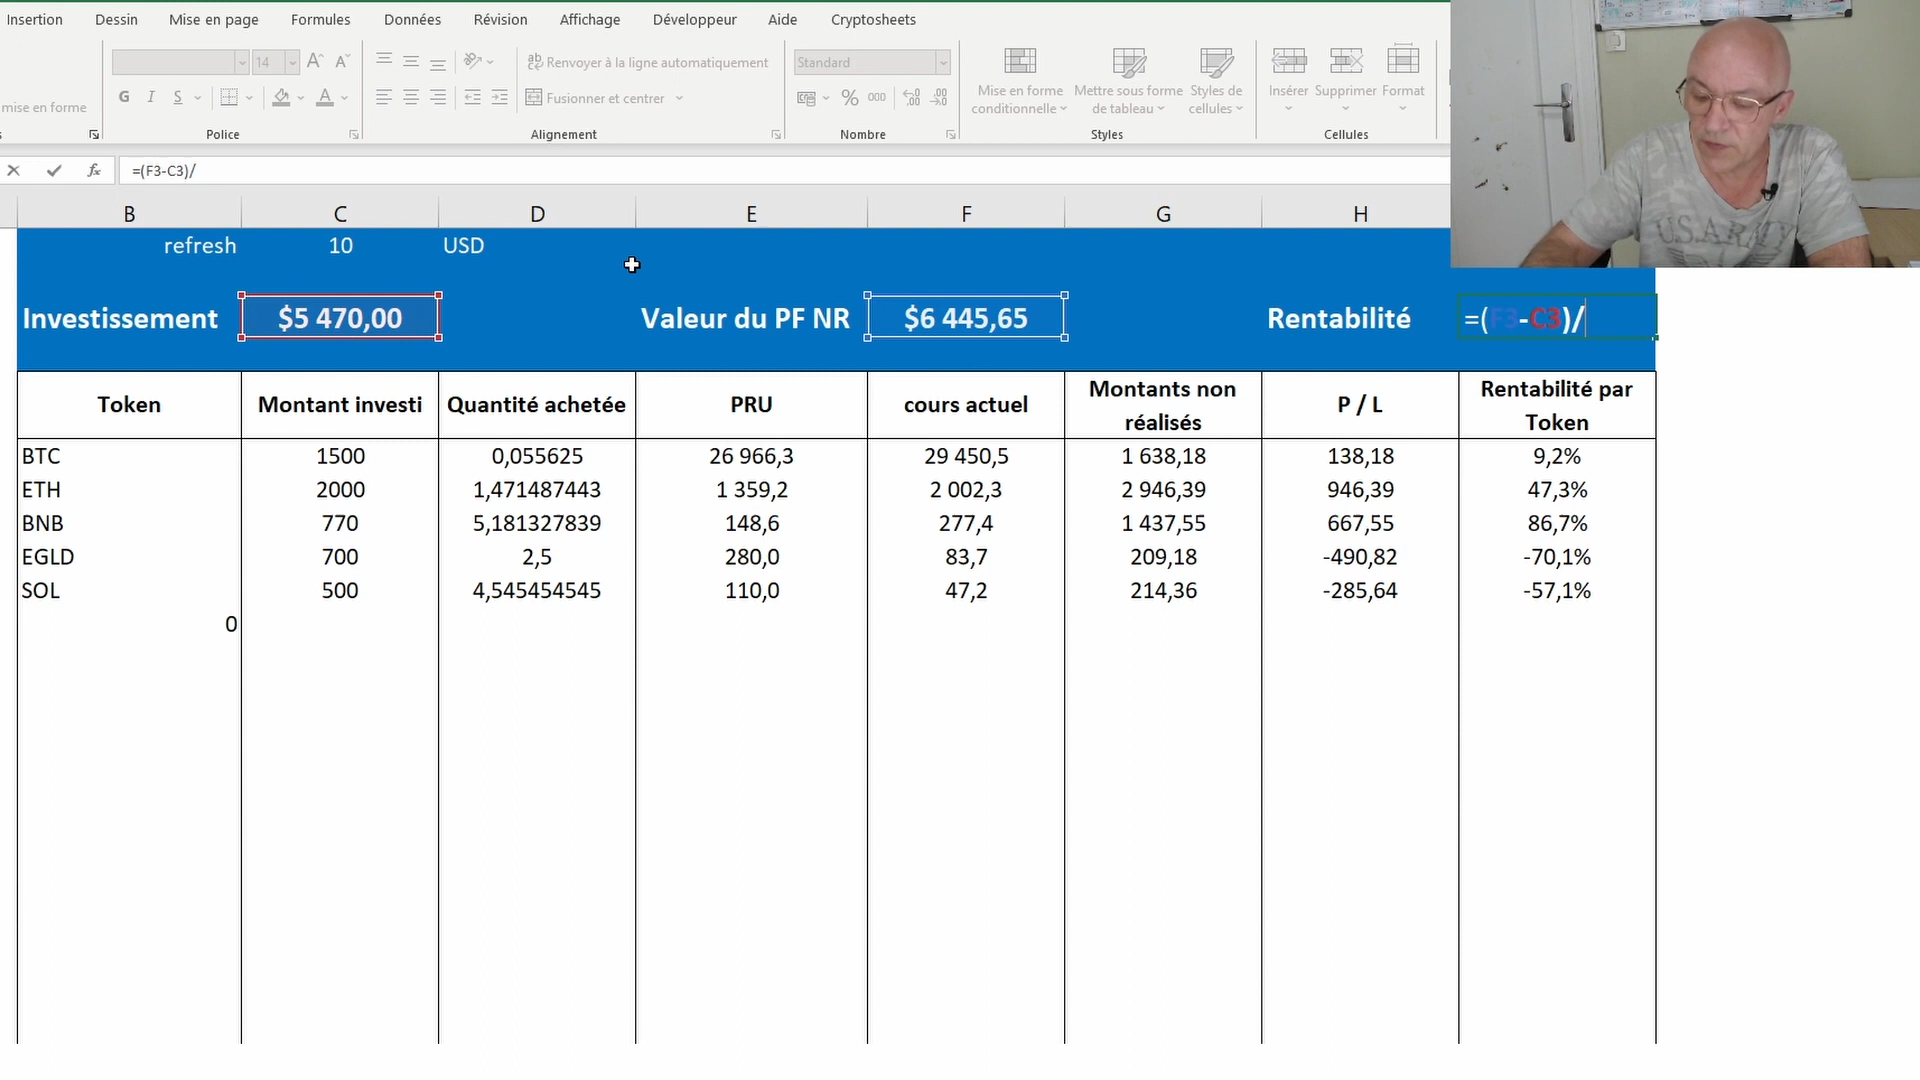 Insertion Dessin Mise en page Formules Données Révision Affichage Développeur Aide Cryptosheets
14 A A ab Renvoyer à la ligne automatiquement Standard
mise en forme G I S A Fusionner et centrer % 000 Mise en forme conditionnelle Mettre sous forme de tableau Styles de cellules Insérer Supprimer Format
Police Alignement Nombre Styles Cellules
fx =(F3-C3)/
B C D E F G H
refresh 10 USD
Investissement $5 470,00 Valeur du PF NR $6 445,65 Rentabilité =(F3-C3)/
Token Montant investi Quantité achetée PRU cours actuel Montants non réalisés P / L Rentabilité par Token
BTC 1500 0,055625 26 966,3 29 450,5 1 638,18 138,18 9,2%
ETH 2000 1,471487443 1 359,2 2 002,3 2 946,39 946,39 47,3%
BNB 770 5,181327839 148,6 277,4 1 437,55 667,55 86,7%
EGLD 700 2,5 280,0 83,7 209,18 -490,82 -70,1%
SOL 500 4,545454545 110,0 47,2 214,36 -285,64 -57,1%
0
U.S. ARMY